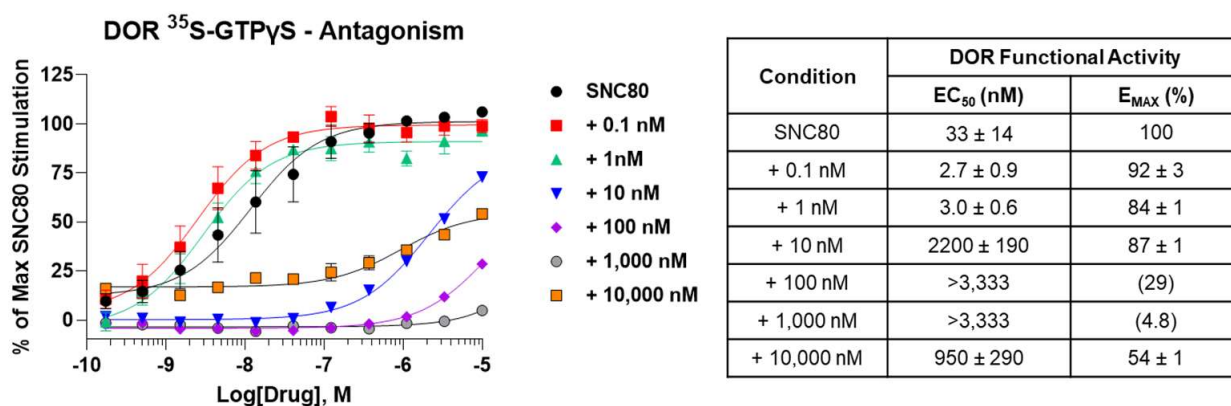 DOR ³⁵S-GTPγS - Antagonism
% of Max SNC80 Stimulation
125
100
75
50
25
0
-10
-9
-8
-7
-6
-5
Log[Drug], M
SNC80
+ 0.1 nM
+ 1nM
+ 10 nM
+ 100 nM
+ 1,000 nM
+ 10,000 nM
Condition
DOR Functional Activity
EC₅₀ (nM) E_MAX (%)
SNC80 33 ± 14 100
+ 0.1 nM 2.7 ± 0.9 92 ± 3
+ 1 nM 3.0 ± 0.6 84 ± 1
+ 10 nM 2200 ± 190 87 ± 1
+ 100 nM >3,333 (29)
+ 1,000 nM >3,333 (4.8)
+ 10,000 nM 950 ± 290 54 ± 1